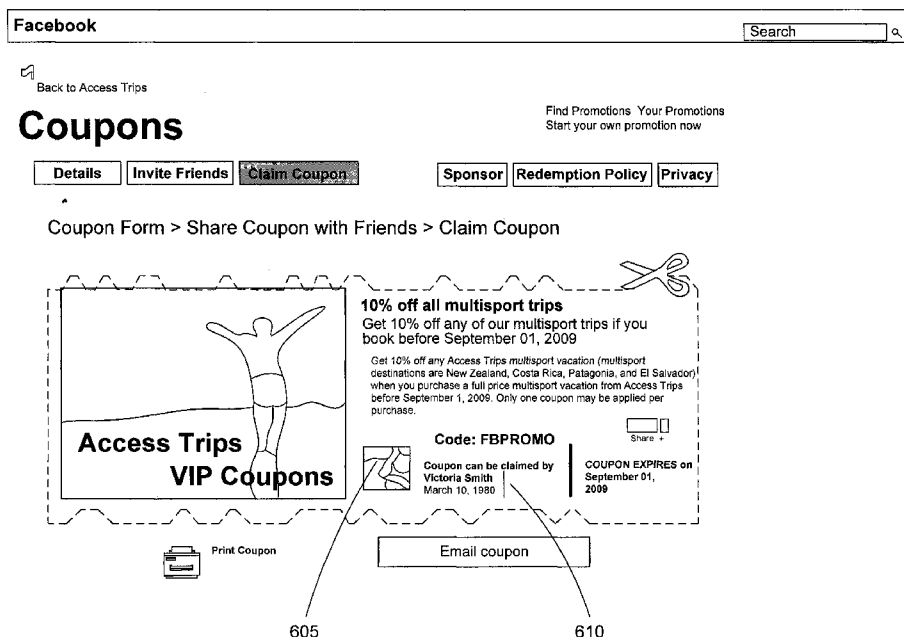 Facebook
Search
Back to Access Trips
Coupons
Find Promotions Your Promotions
Start your own promotion now
Details Invite Friends Claim Coupon Sponsor Redemption Policy Privacy
Coupon Form > Share Coupon with Friends > Claim Coupon
10% off all multisport trips
Get 10% off any of our multisport trips if you
book before September 01, 2009
Get 10% off any Access Trips multisport vacation (multisport
destinations are New Zealand, Costa Rica, Patagonia, and El Salvador)
when you purchase a full price multisport vacation from Access Trips
before September 1, 2009. Only one coupon may be applied per
purchase.
Share +
Access Trips
VIP Coupons
Code: FBPROMO
Coupon can be claimed by
Victoria Smith
March 10, 1980
COUPON EXPIRES on
September 01,
2009
Print Coupon
Email coupon
605
610